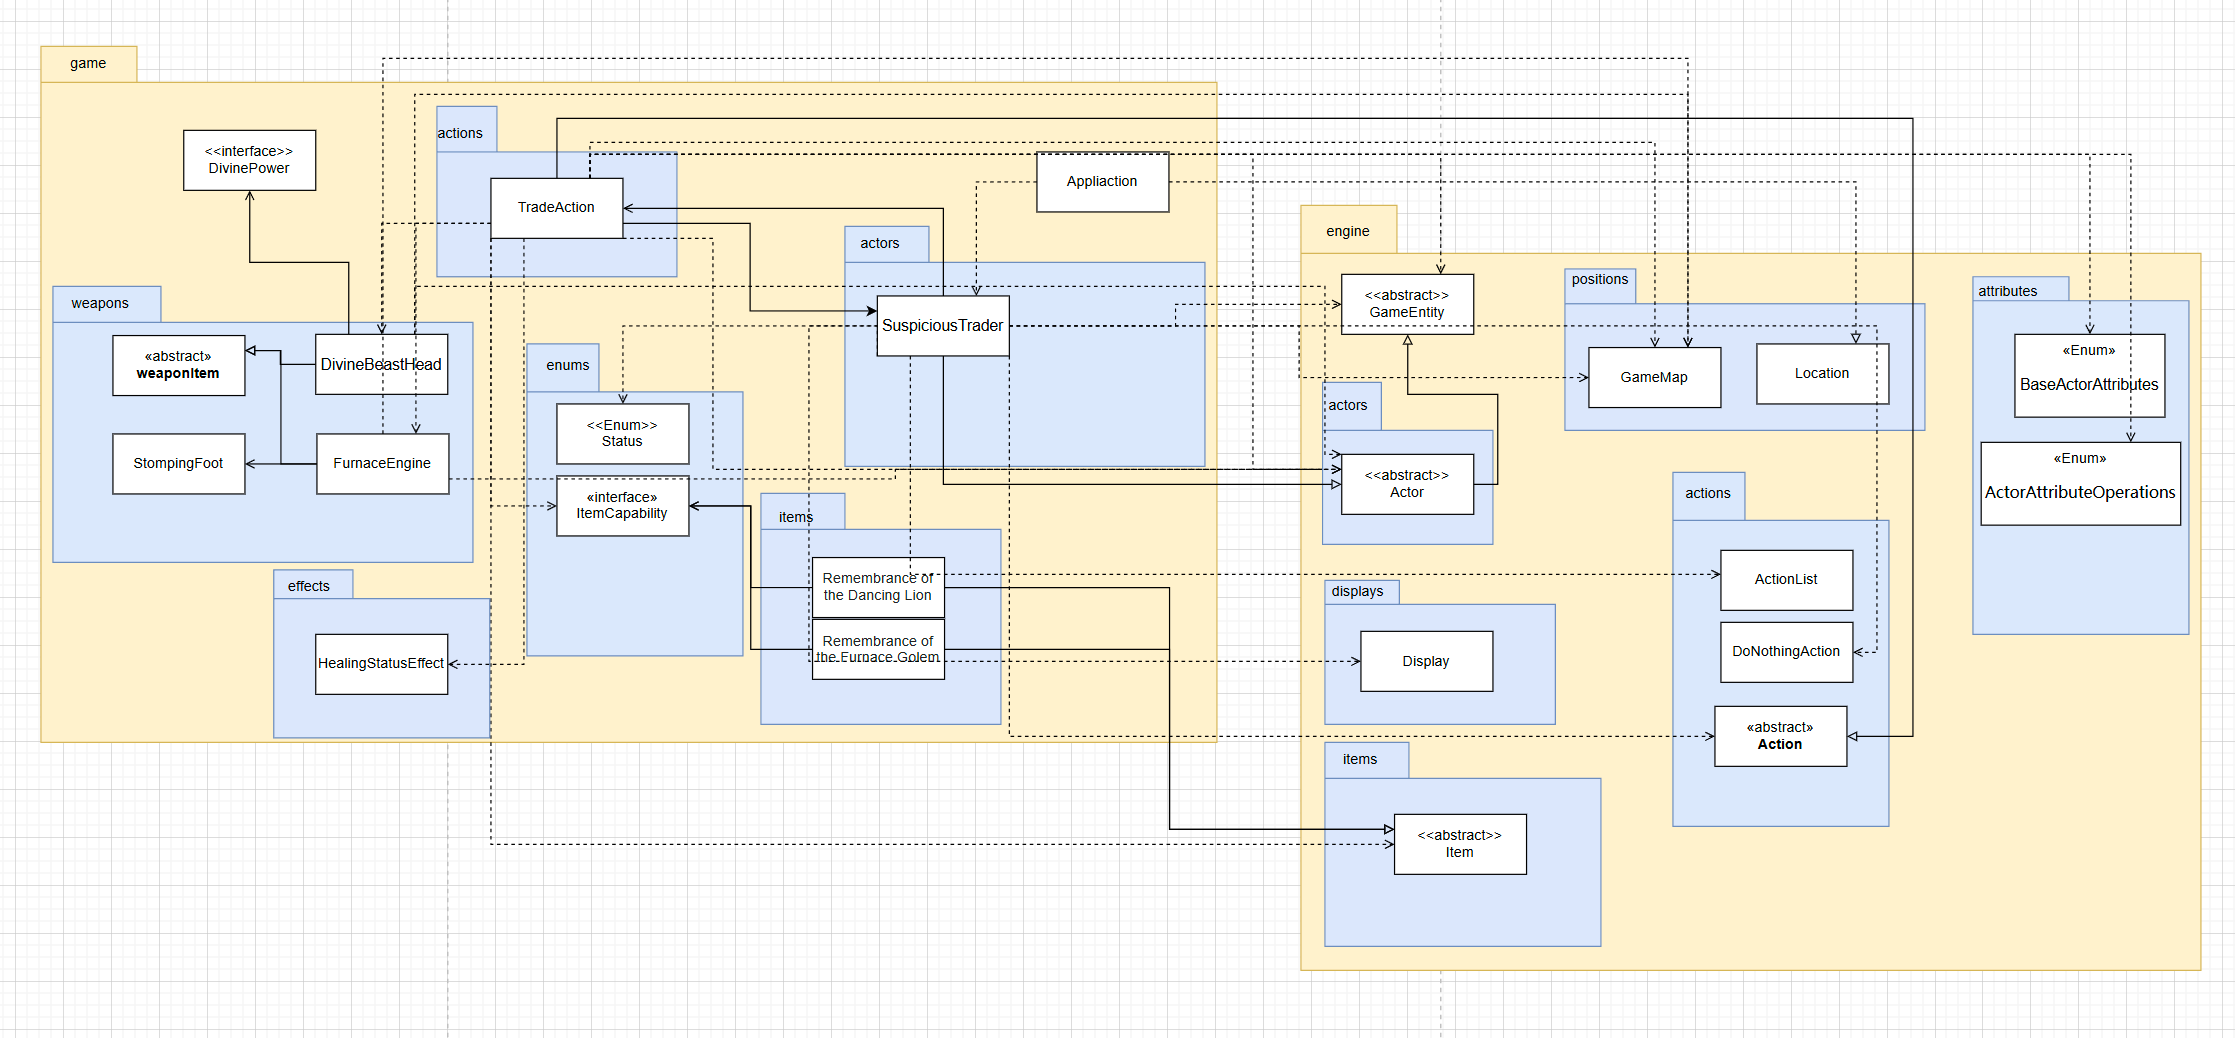 game
actions
<<interface>>
DivinePower
TradeAction
Appliaction
actors
engine
weapons
SuspiciousTrader
<<abstract>>
GameEntity
positions
attributes
«abstract»
weaponItem
DivineBeastHead
enums
GameMap
Location
«Enum»
BaseActorAttributes
<<Enum>>
Status
actors
StompingFoot
FurnaceEngine
«interface»
ItemCapability
<<abstract>>
Actor
«Enum»
ActorAttributeOperations
actions
items
effects
Remembrance of
the Dancing Lion
displays
ActionList
HealingStatusEffect
Remembrance of
the Furnace Golem
Display
DoNothingAction
«abstract»
Action
items
<<abstract>>
Item